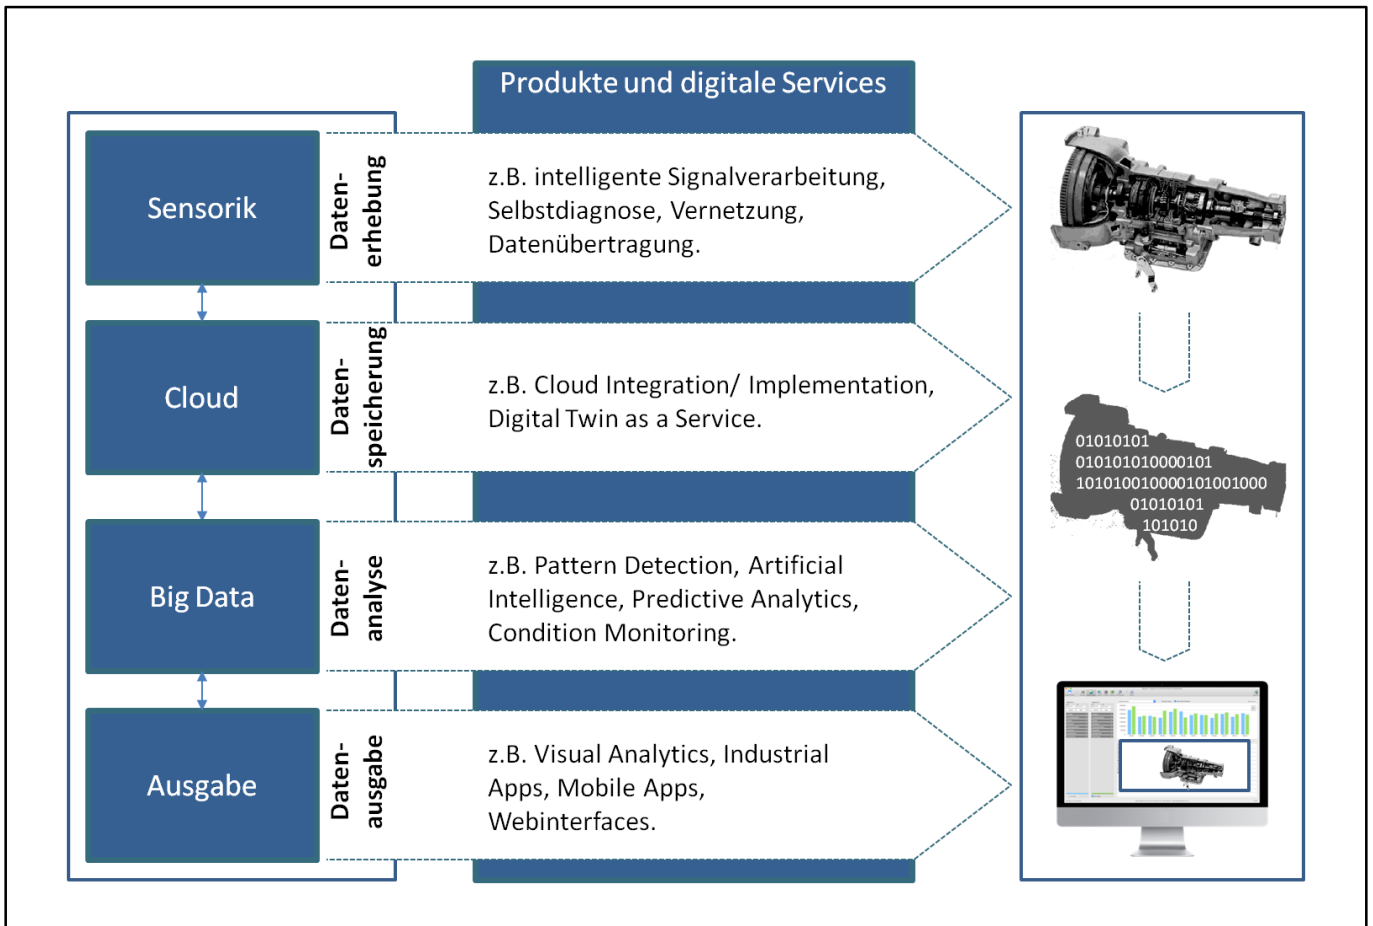 Produkte und digitale Services
Sensorik
Daten-
erhebung
z.B. intelligente Signalverarbeitung,
Selbstdiagnose, Vernetzung,
Datenübertragung.
Cloud
Daten-
speicherung
z.B. Cloud Integration/ Implementation,
Digital Twin as a Service.
Big Data
Daten-
analyse
z.B. Pattern Detection, Artificial
Intelligence, Predictive Analytics,
Condition Monitoring.
Ausgabe
Daten-
ausgabe
z.B. Visual Analytics, Industrial
Apps, Mobile Apps,
Webinterfaces.
01010101
010101010000101
101010010000101001000
01010101
101010